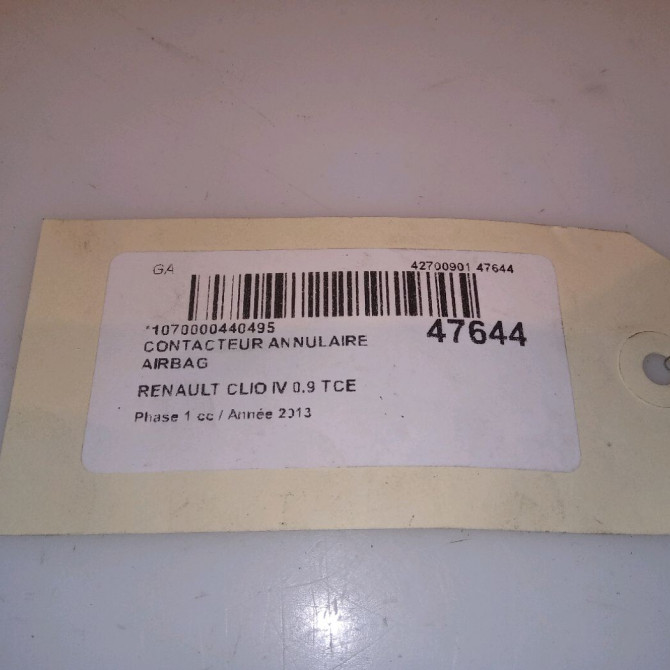 GA 42700901 47644
*1070000440495 47644
CONTACTEUR ANNULAIRE
AIRBAG
RENAULT CLIO IV 0.9 TCE
Phase 1 cc / Année 2013